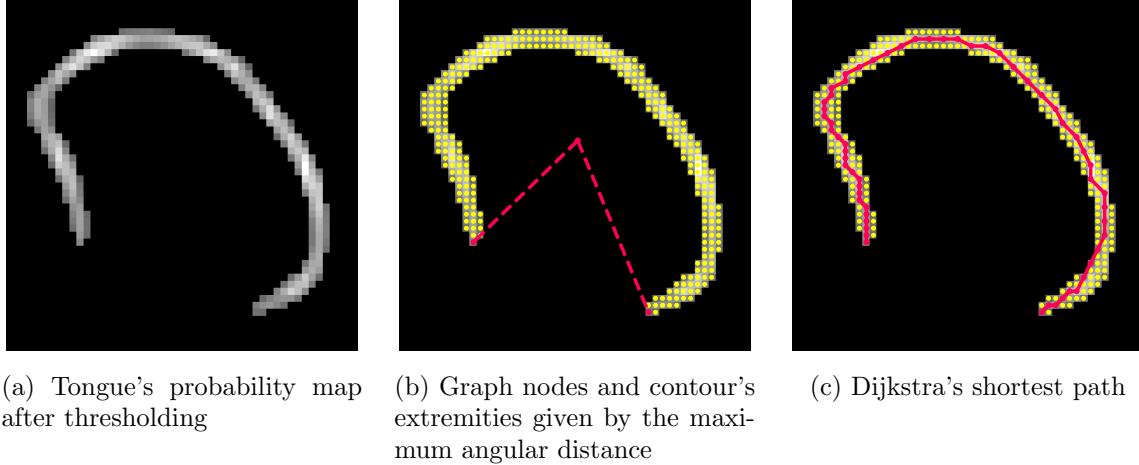 (a) Tongue's probability map
after thresholding
(b) Graph nodes and contour's
extremities given by the maxi-
mum angular distance
(c) Dijkstra's shortest path